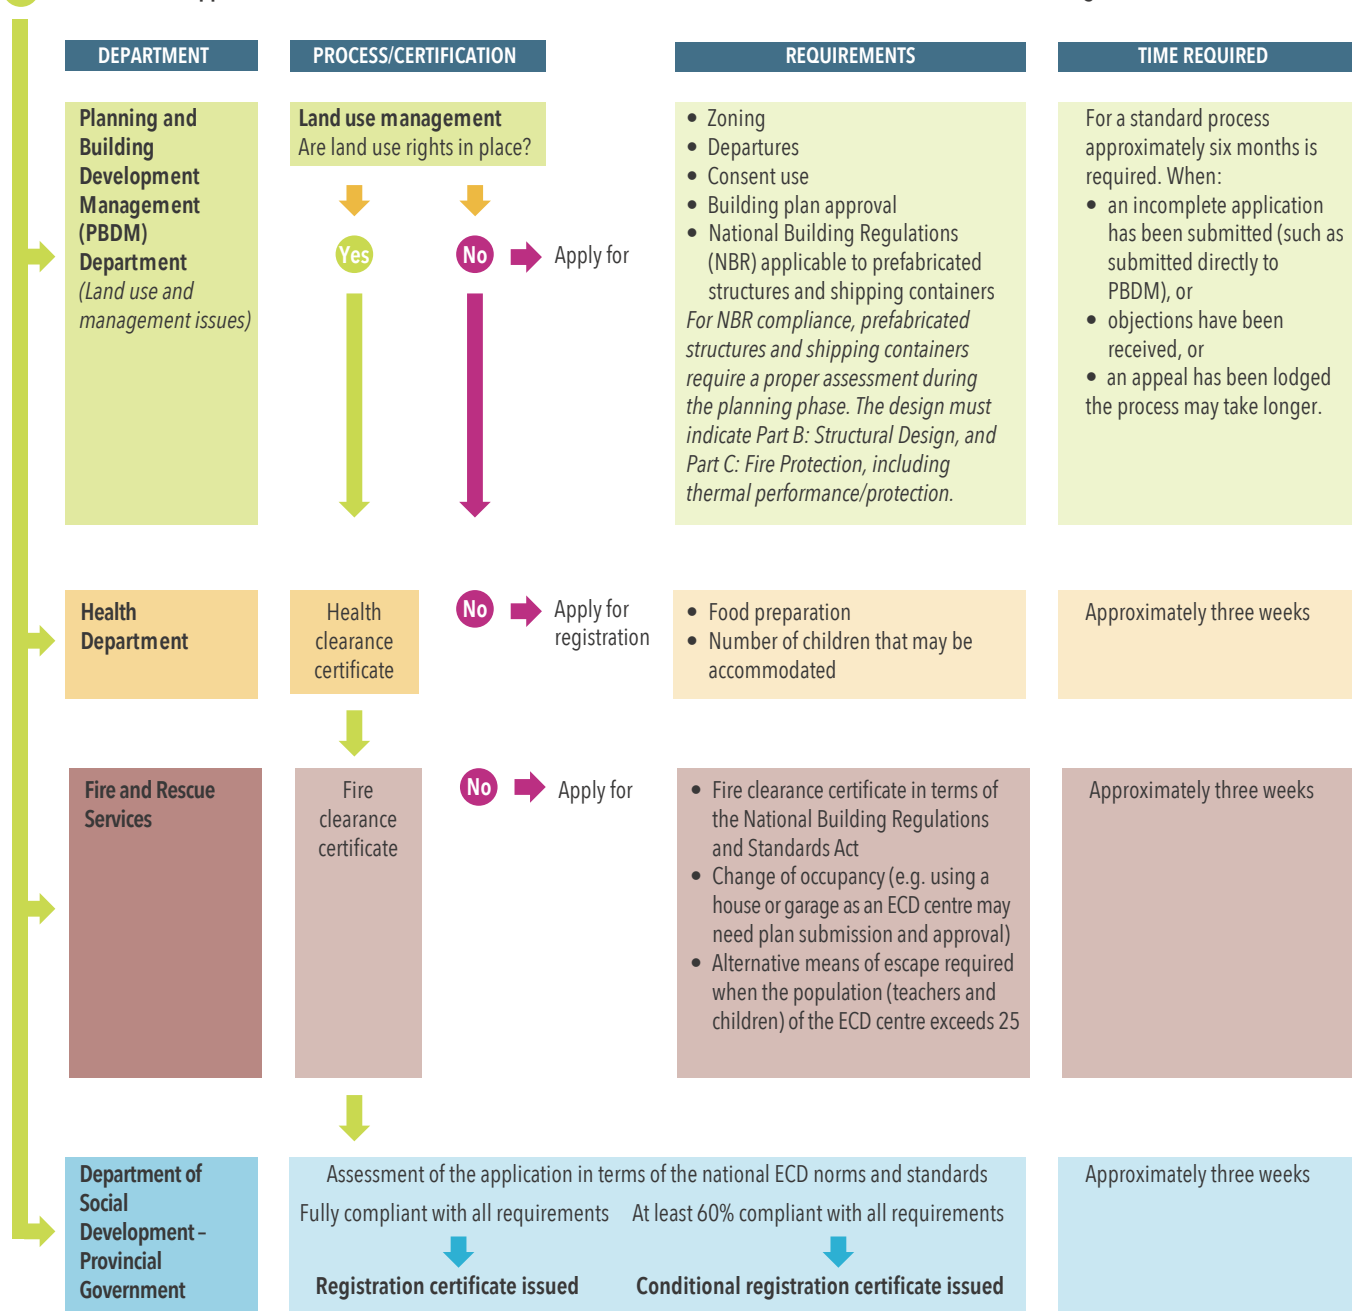 DEPARTMENT
PROCESS/CERTIFICATION
REQUIREMENTS
TIME REQUIRED
Planning and
Building
Development
Management
(PBDM)
Department
(Land use and
management issues)
Land use management
Are land use rights in place?
Yes
No
Apply for
• Zoning
• Departures
• Consent use
• Building plan approval
• National Building Regulations
(NBR) applicable to prefabricated
structures and shipping containers
For NBR compliance, prefabricated
structures and shipping containers
require a proper assessment during
the planning phase. The design must
indicate Part B: Structural Design, and
Part C: Fire Protection, including
thermal performance/protection.
For a standard process
approximately six months is
required. When:
• an incomplete application
has been submitted (such as
submitted directly to
PBDM), or
• objections have been
received, or
• an appeal has been lodged
the process may take longer.
Health
Department
Health
clearance
certificate
No
Apply for
registration
• Food preparation
• Number of children that may be
accommodated
Approximately three weeks
Fire and Rescue
Services
Fire
clearance
certificate
No
Apply for
• Fire clearance certificate in terms of
the National Building Regulations
and Standards Act
• Change of occupancy (e.g. using a
house or garage as an ECD centre may
need plan submission and approval)
• Alternative means of escape required
when the population (teachers and
children) of the ECD centre exceeds 25
Approximately three weeks
Department of
Social
Development –
Provincial
Government
Assessment of the application in terms of the national ECD norms and standards
Fully compliant with all requirements
At least 60% compliant with all requirements
Registration certificate issued
Conditional registration certificate issued
Approximately three weeks